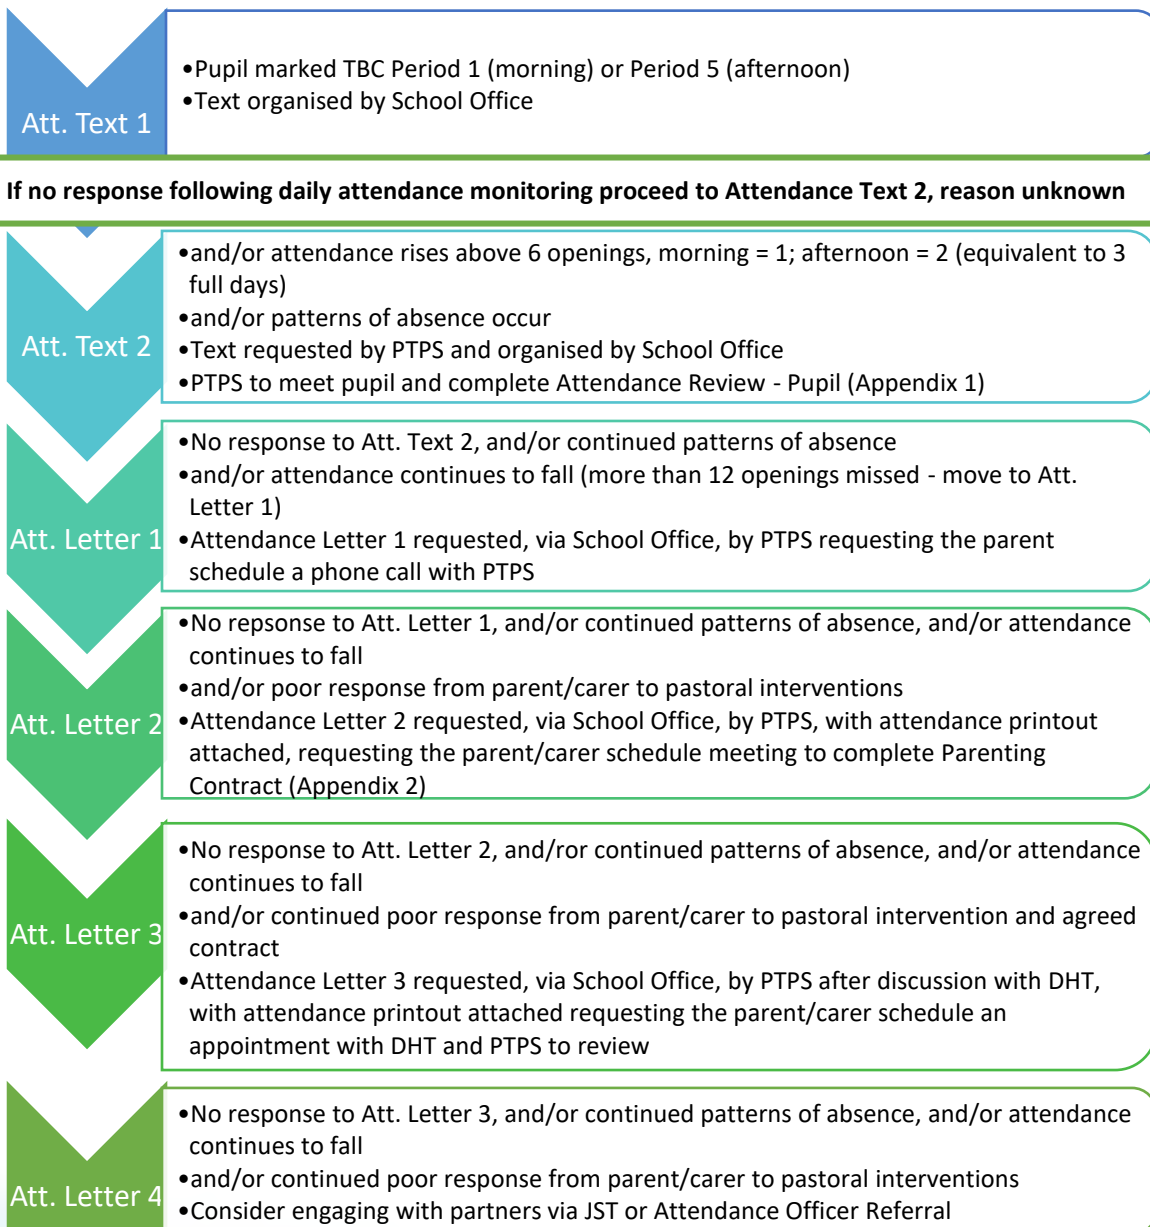 Att. Text 1
•Pupil marked TBC Period 1 (morning) or Period 5 (afternoon)
•Text organised by School Office
If no response following daily attendance monitoring proceed to Attendance Text 2, reason unknown
Att. Text 2
•and/or attendance rises above 6 openings, morning = 1; afternoon = 2 (equivalent to 3
full days)
•and/or patterns of absence occur
•Text requested by PTPS and organised by School Office
•PTPS to meet pupil and complete Attendance Review - Pupil (Appendix 1)
Att. Letter 1
•No response to Att. Text 2, and/or continued patterns of absence
•and/or attendance continues to fall (more than 12 openings missed - move to Att.
Letter 1)
•Attendance Letter 1 requested, via School Office, by PTPS requesting the parent
schedule a phone call with PTPS
Att. Letter 2
•No repsonse to Att. Letter 1, and/or continued patterns of absence, and/or attendance
continues to fall
•and/or poor response from parent/carer to pastoral interventions
•Attendance Letter 2 requested, via School Office, by PTPS, with attendance printout
attached, requesting the parent/carer schedule meeting to complete Parenting
Contract (Appendix 2)
Att. Letter 3
•No response to Att. Letter 2, and/ror continued patterns of absence, and/or attendance
continues to fall
•and/or continued poor response from parent/carer to pastoral intervention and agreed
contract
•Attendance Letter 3 requested, via School Office, by PTPS after discussion with DHT,
with attendance printout attached requesting the parent/carer schedule an
appointment with DHT and PTPS to review
Att. Letter 4
•No response to Att. Letter 3, and/or continued patterns of absence, and/or attendance
continues to fall
•and/or continued poor response from parent/carer to pastoral interventions
•Consider engaging with partners via JST or Attendance Officer Referral